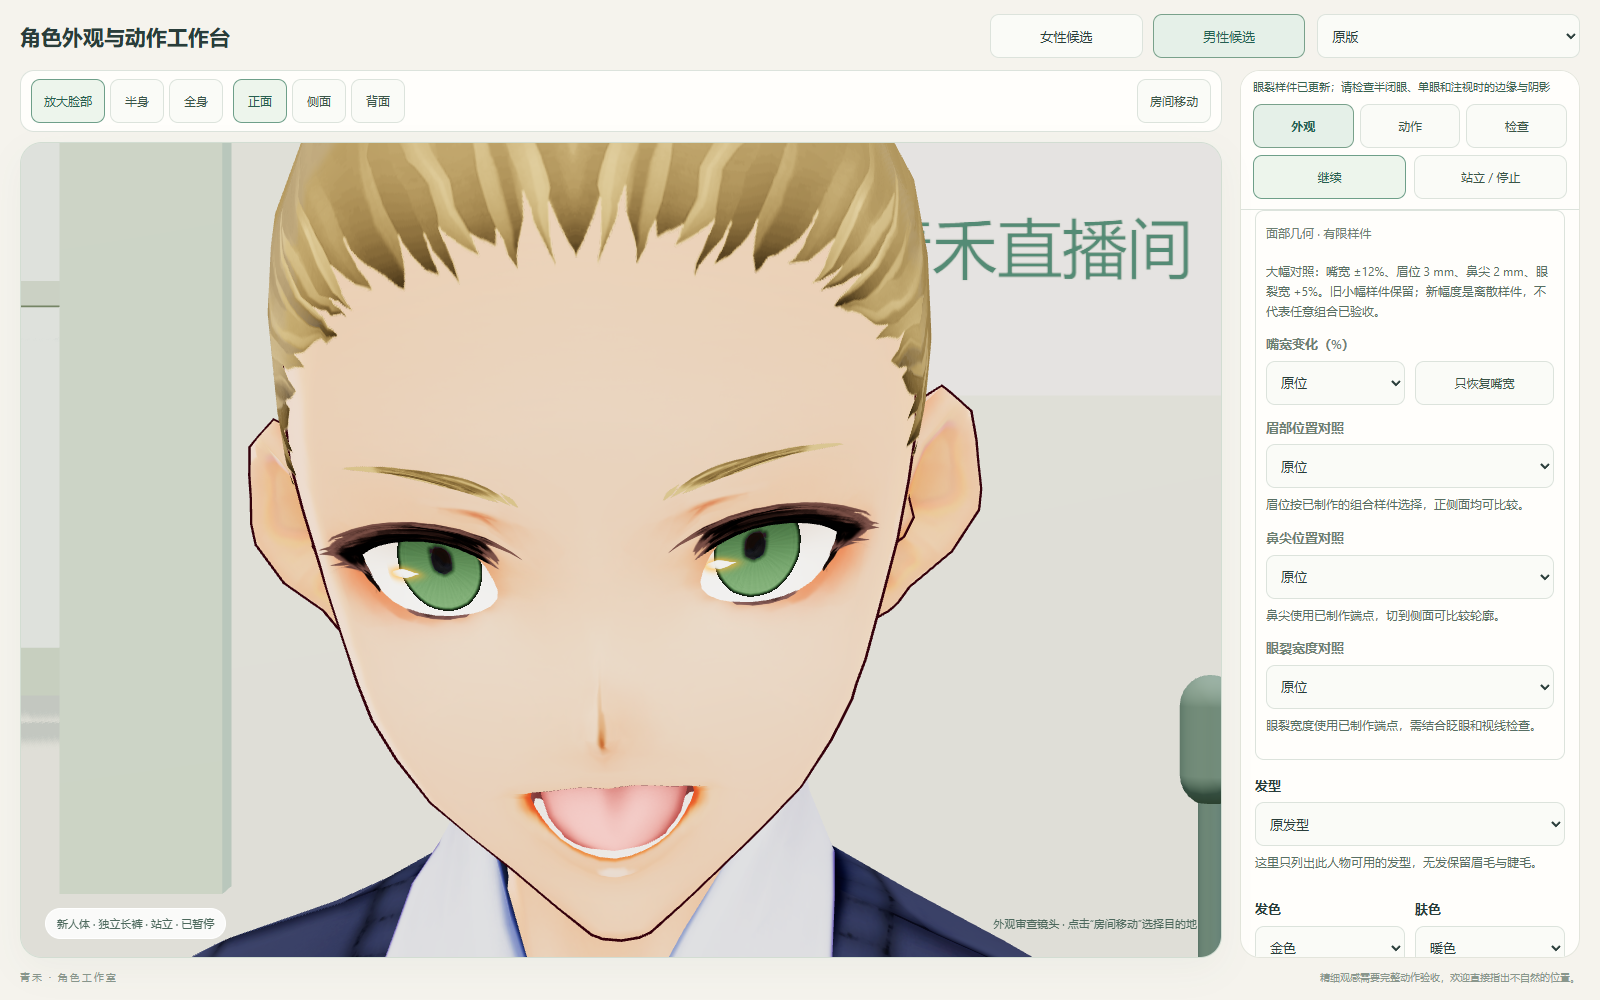 角色外观与动作工作台
女性候选
男性候选
原版
放大脸部
半身
全身
正面
侧面
背面
房间移动
眼裂样件已更新；请检查半闭眼、单眼和注视时的边缘与阴影
外观
动作
检查
继续
站立 / 停止
禾直播间
面部几何 · 有限样件
大幅对照：嘴宽 ±12%、眉位 3 mm、鼻尖 2 mm、眼
裂宽 +5%。旧小幅样件保留；新幅度是离散样件，不
代表任意组合已验收。
嘴宽变化（%）
原位
只恢复嘴宽
眉部位置对照
原位
眉位按已制作的组合样件选择，正侧面均可比较。
鼻尖位置对照
原位
鼻尖使用已制作端点，切到侧面可比较轮廓。
眼裂宽度对照
原位
眼裂宽度使用已制作端点，需结合眨眼和视线检查。
发型
原发型
这里只列出此人物可用的发型，无发保留眉毛与睫毛。
发色
肤色
金色
暖色
新人体 · 独立长裤 · 站立 · 已暂停
外观审查镜头 · 点击“房间移动”选择目的地
青禾 · 角色工作室
精细观感需要完整动作验收，欢迎直接指出不自然的位置。